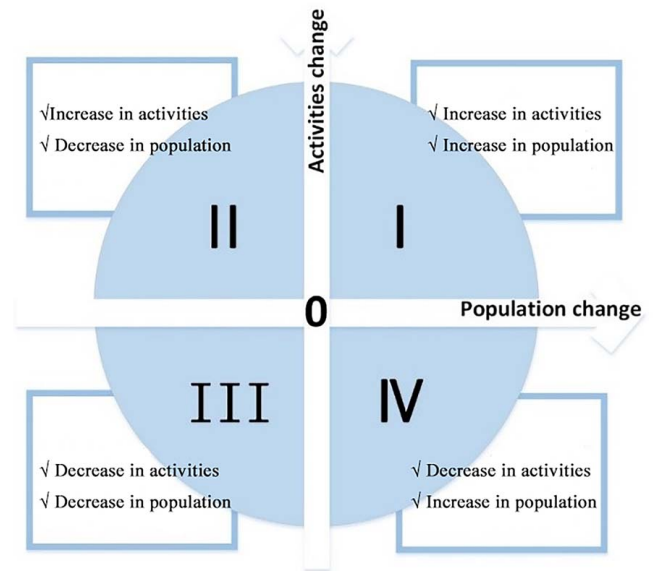 Activities change
√Increase in activities
√ Decrease in population
√ Increase in activities
√ Increase in population
II
I
0
Population change
III
IV
√ Decrease in activities
√ Decrease in population
√ Decrease in activities
√ Increase in population